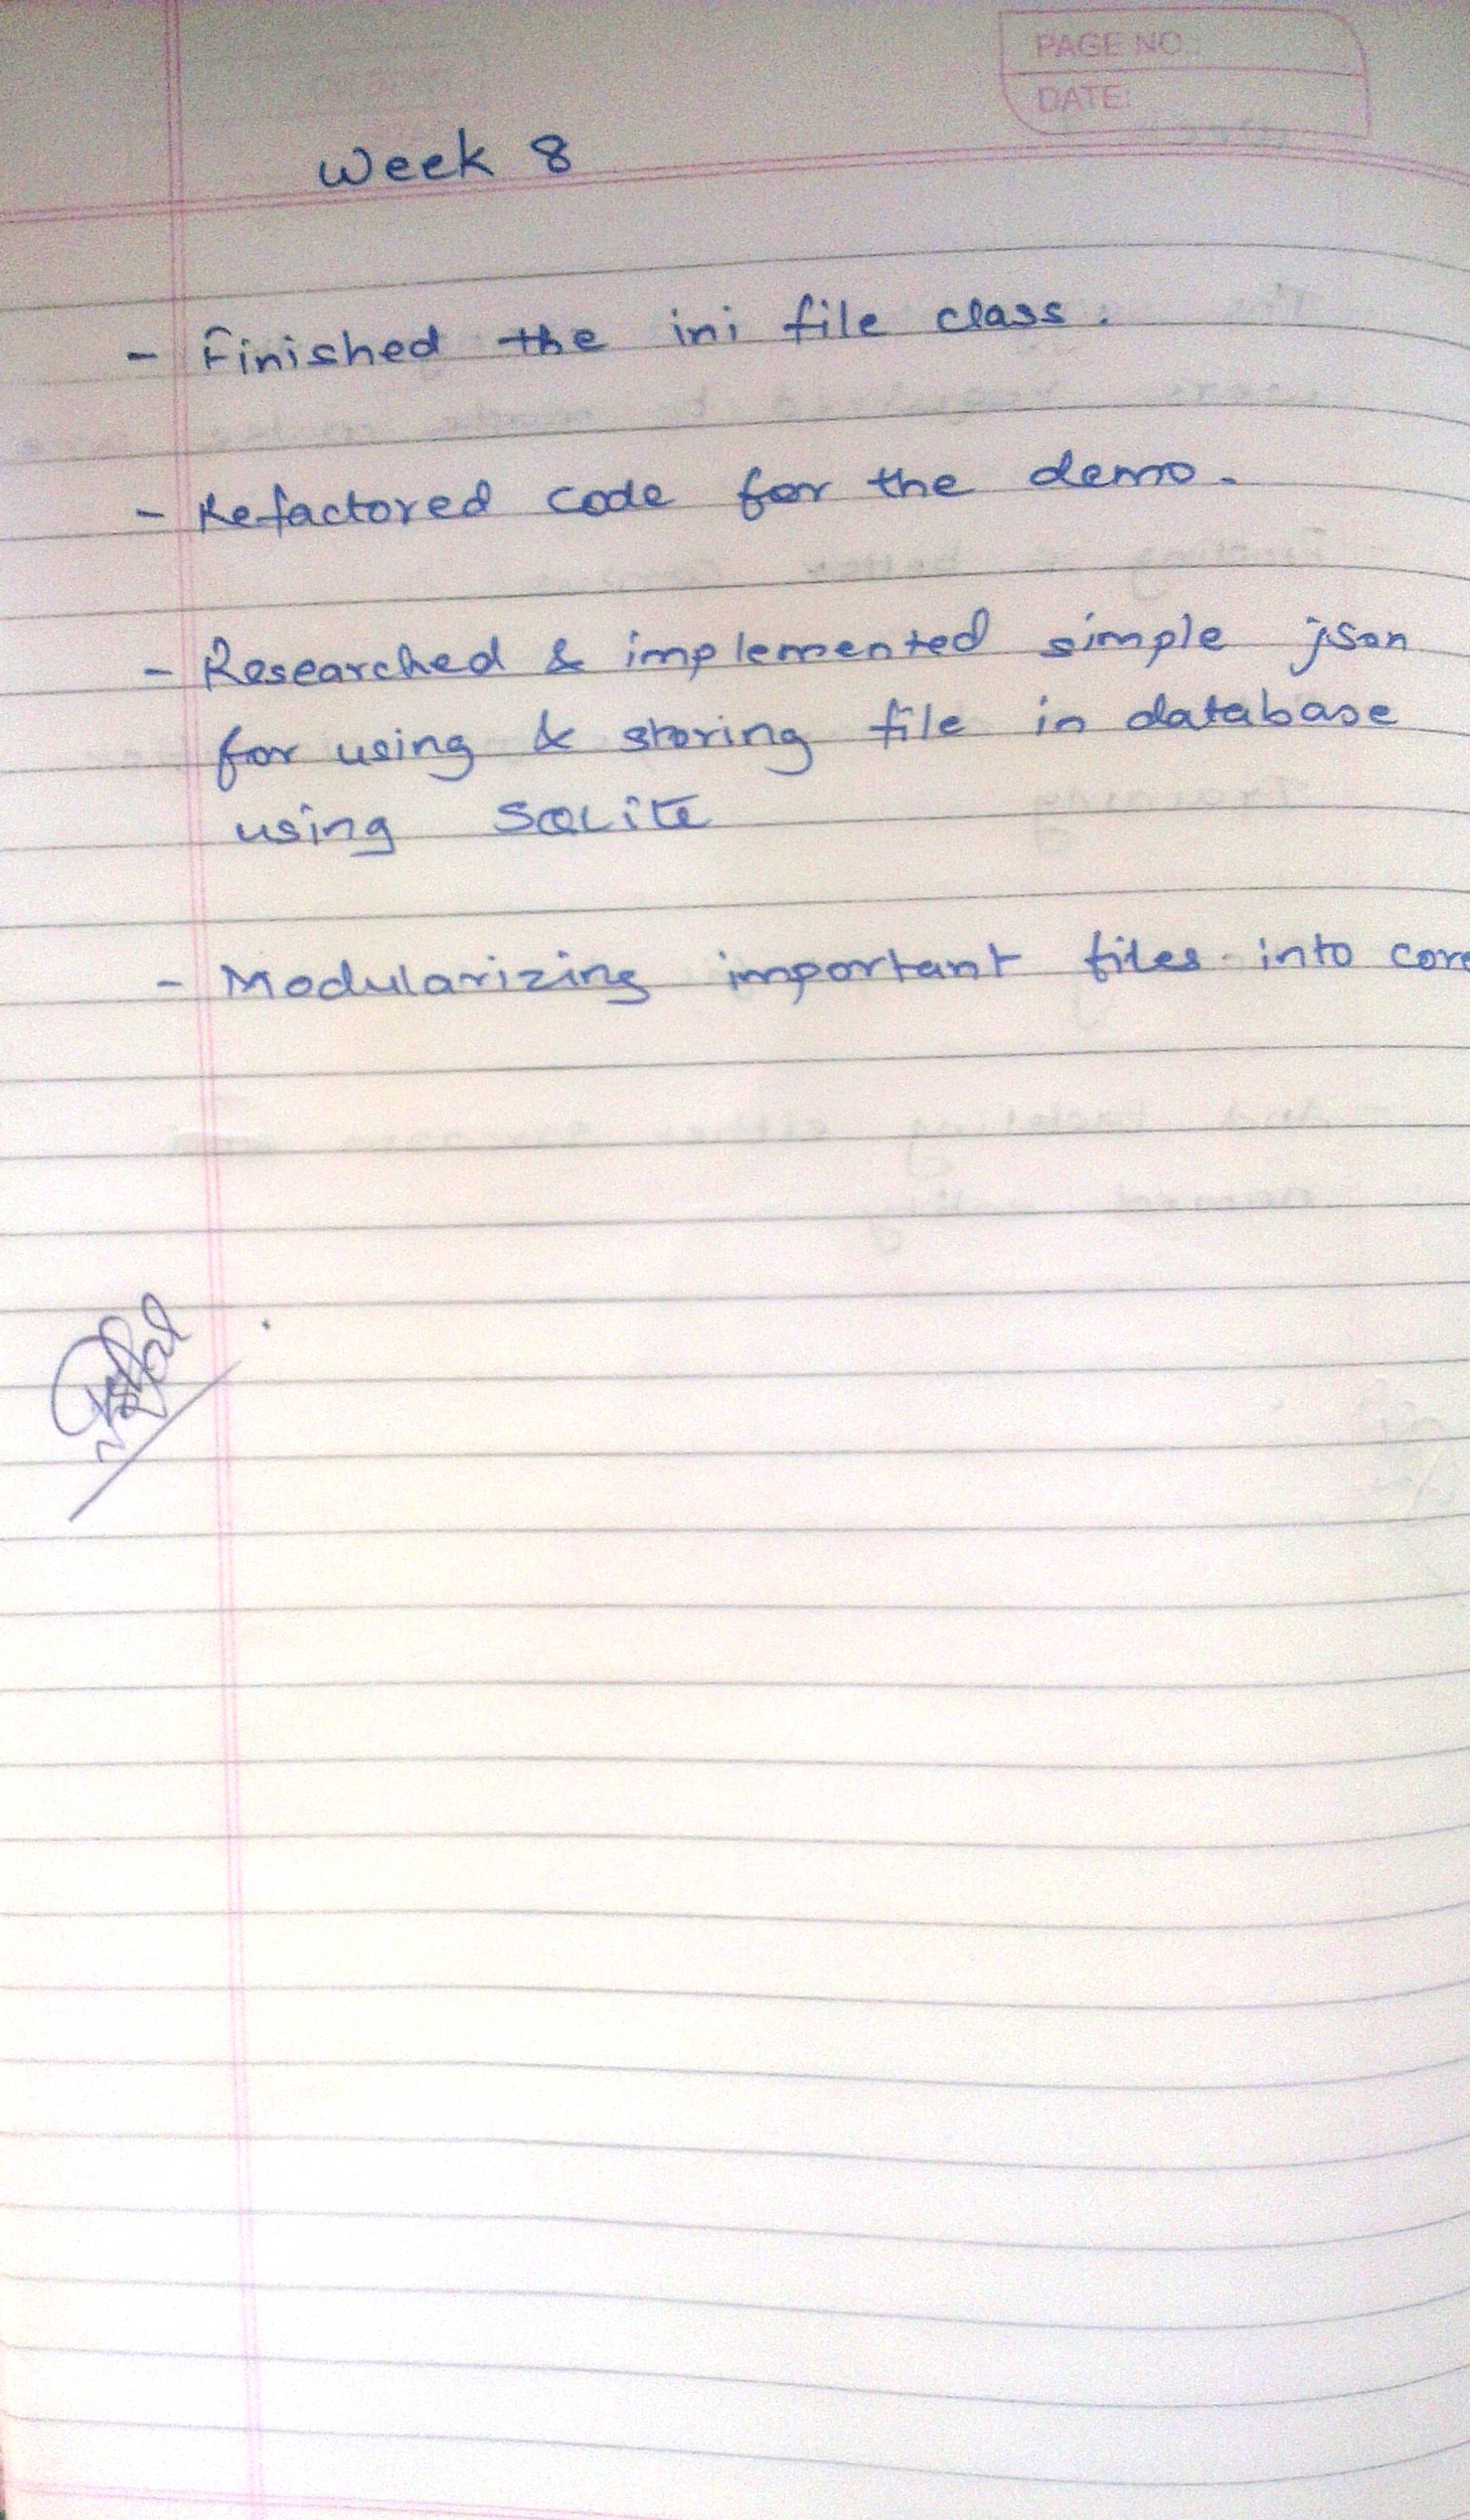 PAGE NO.:
DATE:
Week 8
- Finished the ini file class.
- Refactored code for the demo.
- Researched & implemented simple json
for using & storing file in database
using SQLite
- Modularizing important files into core